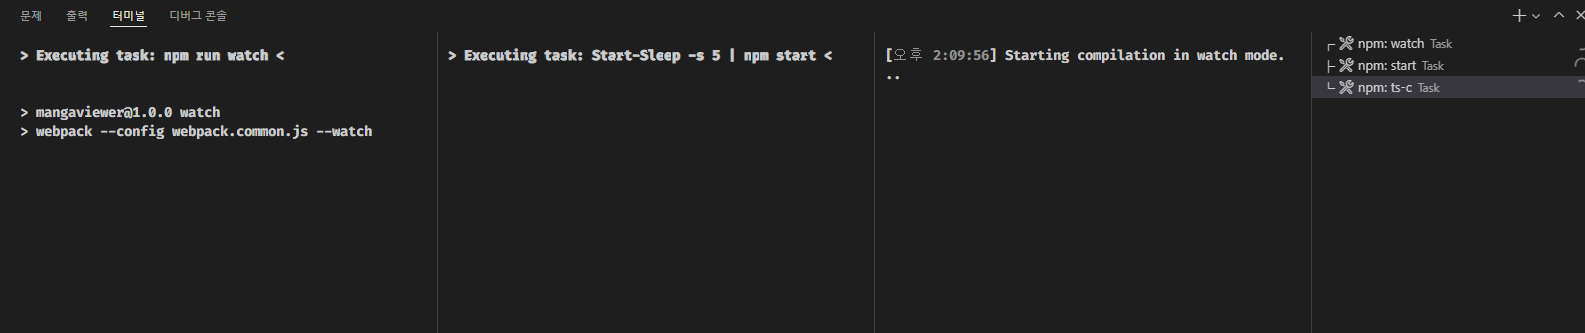 문제 출력 터미널 디버그 콘솔
> Executing task: npm run watch <
> mangaviewer@1.0.0 watch
> webpack --config webpack.common.js --watch
> Executing task: Start-Sleep -s 5 | npm start <
[오후 2:09:56] Starting compilation in watch mode.
..
npm: watch Task
npm: start Task
npm: ts-c Task